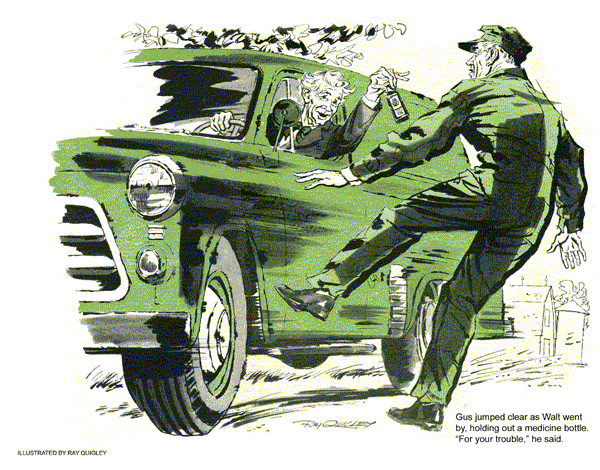 RAY QUIGLEY
Gus jumped clear as Walt went
by, holding out a medicine bottle.
“For your trouble,” he said.
ILLUSTRATED BY RAY QUIGLEY